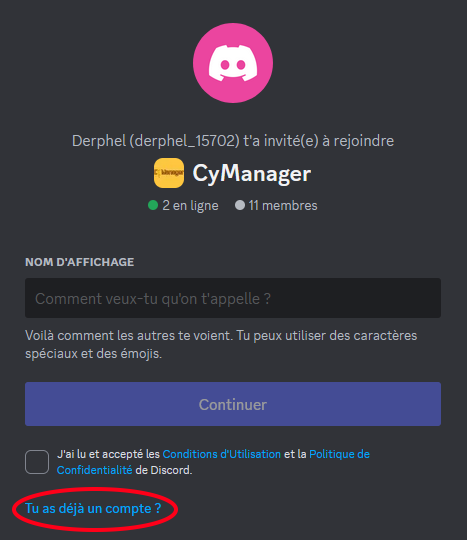 Derphel (derphel_15702) t'a invité(e) à rejoindre
CyManager
2 en ligne 11 membres
NOM D'AFFICHAGE
Comment veux-tu qu'on t'appelle ?
Voilà comment les autres te voient. Tu peux utiliser des caractères
spéciaux et des émojis.
Continuer
J'ai lu et accepté les Conditions d'Utilisation et la Politique de
Confidentialité de Discord.
Tu as déjà un compte ?